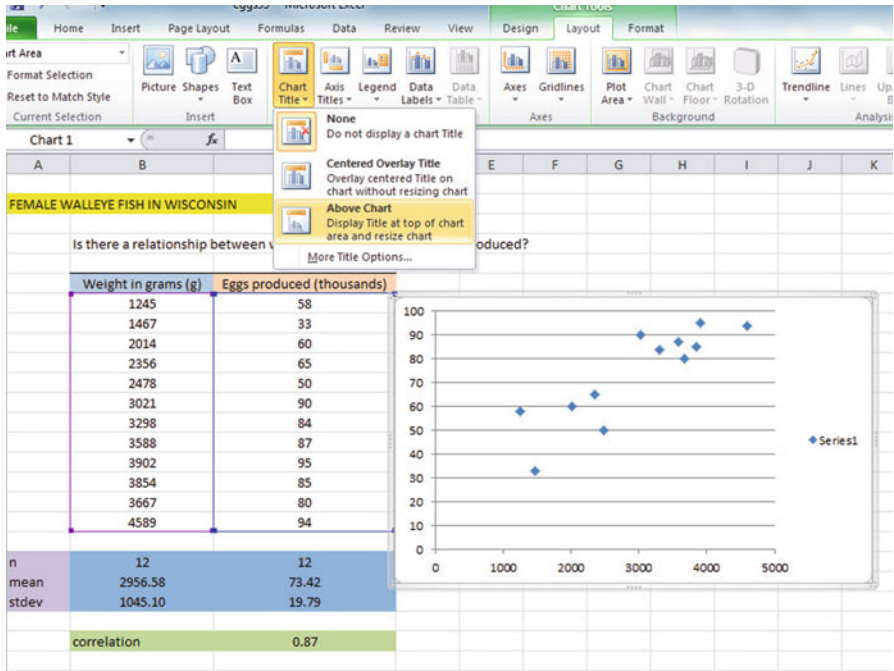 eggs35 - Microsoft Excel
Chart Tools
Home Insert Page Layout Formulas Data Review View Design Layout Format
Area
Format Selection
Reset to Match Style
Current Selection
Picture Shapes Text Box
Insert
Chart Title Axis Titles Legend Data Labels Data Table
Axes Gridlines
Axes
Plot Area Chart Wall Chart Floor 3-D Rotation
Background
Trendline Lines
Chart 1 fx
None
Do not display a chart Title
Centered Overlay Title
Overlay centered Title on
chart without resizing chart
Above Chart
Display Title at top of chart
area and resize chart
More Title Options...
A B E F G H I J K
FEMALE WALLEYE FISH IN WISCONSIN
Is there a relationship between
Weight in grams (g) Eggs produced (thousands)
1245 58
1467 33
2014 60
2356 65
2478 50
3021 90
3298 84
3588 87
3902 95
3854 85
3667 80
4589 94
n 12 12
mean 2956.58 73.42
stdev 1045.10 19.79
correlation 0.87
100
90
80
70
60
50
40
30
20
10
0
0 1000 2000 3000 4000 5000
Series1